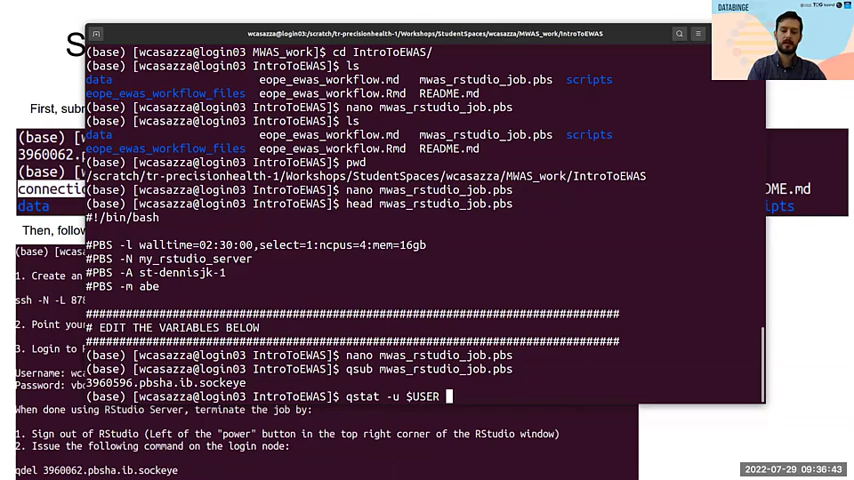 DATABINGE
S
wcasazza@login03:/scratch/tr-precisionhealth-1/Workshops/StudentSpaces/wcasazza/MWAS_work/IntroToEWAS
(base) [wcasazza@login03 MWAS_work]$ cd IntroToEWAS/
(base) [wcasazza@login03 IntroToEWAS]$ ls
data eope_ewas_workflow.md mwas_rstudio_job.pbs scripts
eope_ewas_workflow_files eope_ewas_workflow.Rmd README.md
(base) [wcasazza@login03 IntroToEWAS]$ nano mwas_rstudio_job.pbs
(base) [wcasazza@login03 IntroToEWAS]$ ls
data eope_ewas_workflow.md mwas_rstudio_job.pbs scripts
eope_ewas_workflow_files eope_ewas_workflow.Rmd README.md
(base) [wcasazza@login03 IntroToEWAS]$ pwd
/scratch/tr-precisionhealth-1/Workshops/StudentSpaces/wcasazza/MWAS_work/IntroToEWAS
(base) [wcasazza@login03 IntroToEWAS]$ nano mwas_rstudio_job.pbs
(base) [wcasazza@login03 IntroToEWAS]$ head mwas_rstudio_job.pbs
#!/bin/bash
#PBS -l walltime=02:30:00,select=1:ncpus=4:mem=16gb
#PBS -N my_rstudio_server
#PBS -A st-dennisjk-1
#PBS -m abe
################################################################################
# EDIT THE VARIABLES BELOW
################################################################################
(base) [wcasazza@login03 IntroToEWAS]$ nano mwas_rstudio_job.pbs
(base) [wcasazza@login03 IntroToEWAS]$ qsub mwas_rstudio_job.pbs
3960596.pbsha.ib.sockeye
(base) [wcasazza@login03 IntroToEWAS]$ qstat -u $USER
First, subm
(base) [w
3960062.p
(base) [w
connectio
DME.md
data
ipts
Then, follow
(base) [wc
1. Create an
ssh -N -L 878
2. Point your
3. Login to R
Username: wca
Password: vbo
When done using RStudio Server, terminate the job by:
1. Sign out of RStudio (Left of the "power" button in the top right corner of the RStudio window)
2. Issue the following command on the login node:
qdel 3960062.pbsha.ib.sockeye
2022-07-29 09:36:43